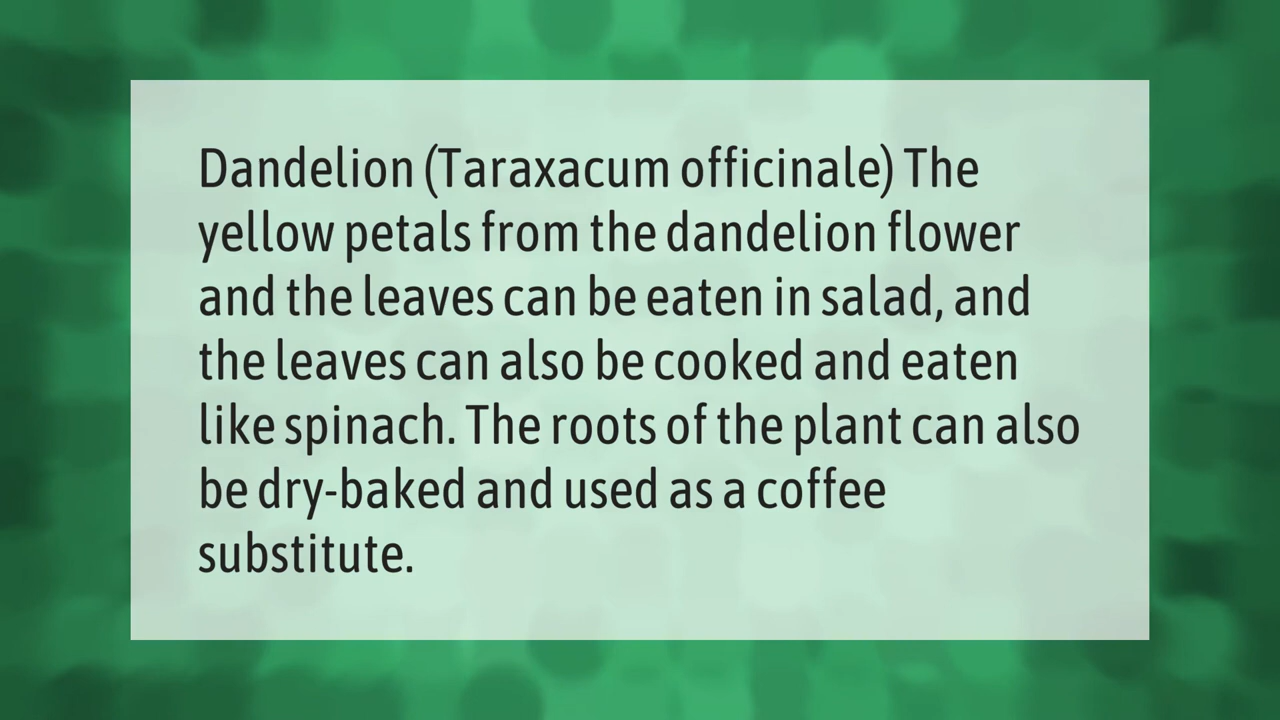 Dandelion (Taraxacum officinale) The
yellow petals from the dandelion flower
and the leaves can be eaten in salad, and
the leaves can also be cooked and eaten
like spinach. The roots of the plant can also
be dry-baked and used as a coffee
substitute.